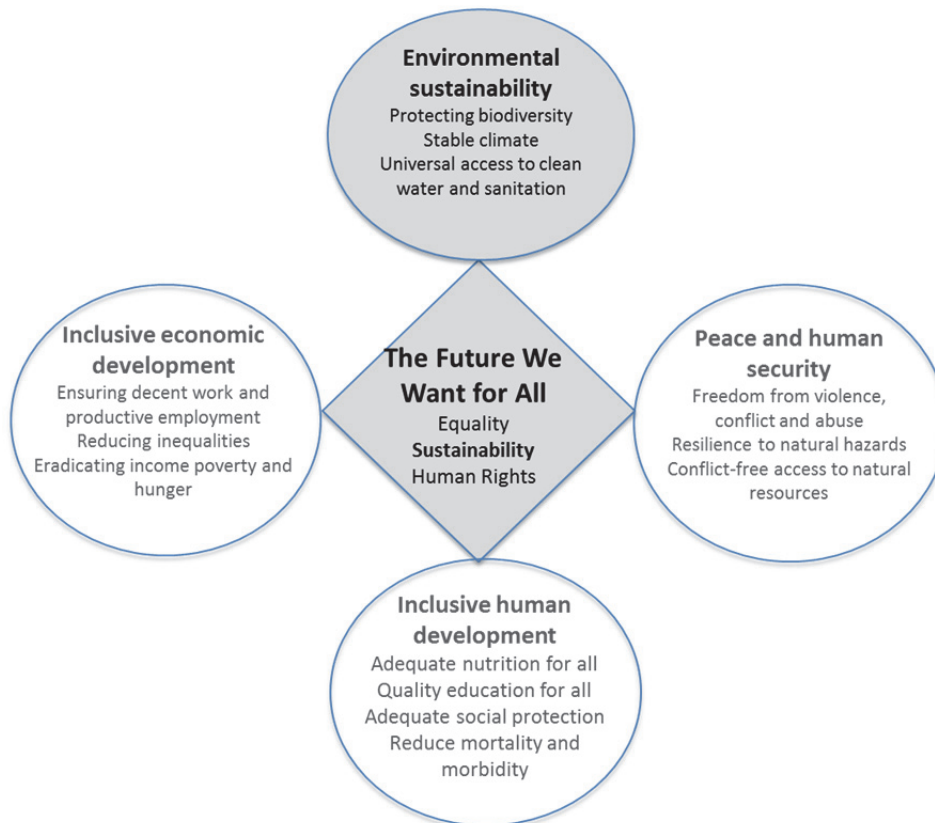 Environmental
sustainability
Protecting biodiversity
Stable climate
Universal access to clean
water and sanitation
Inclusive economic
development
Ensuring decent work and
productive employment
Reducing inequalities
Eradicating income poverty and
hunger
The Future We
Want for All
Equality
Sustainability
Human Rights
Peace and human
security
Freedom from violence,
conflict and abuse
Resilience to natural hazards
Conflict-free access to natural
resources
Inclusive human
development
Adequate nutrition for all
Quality education for all
Adequate social protection
Reduce mortality and
morbidity